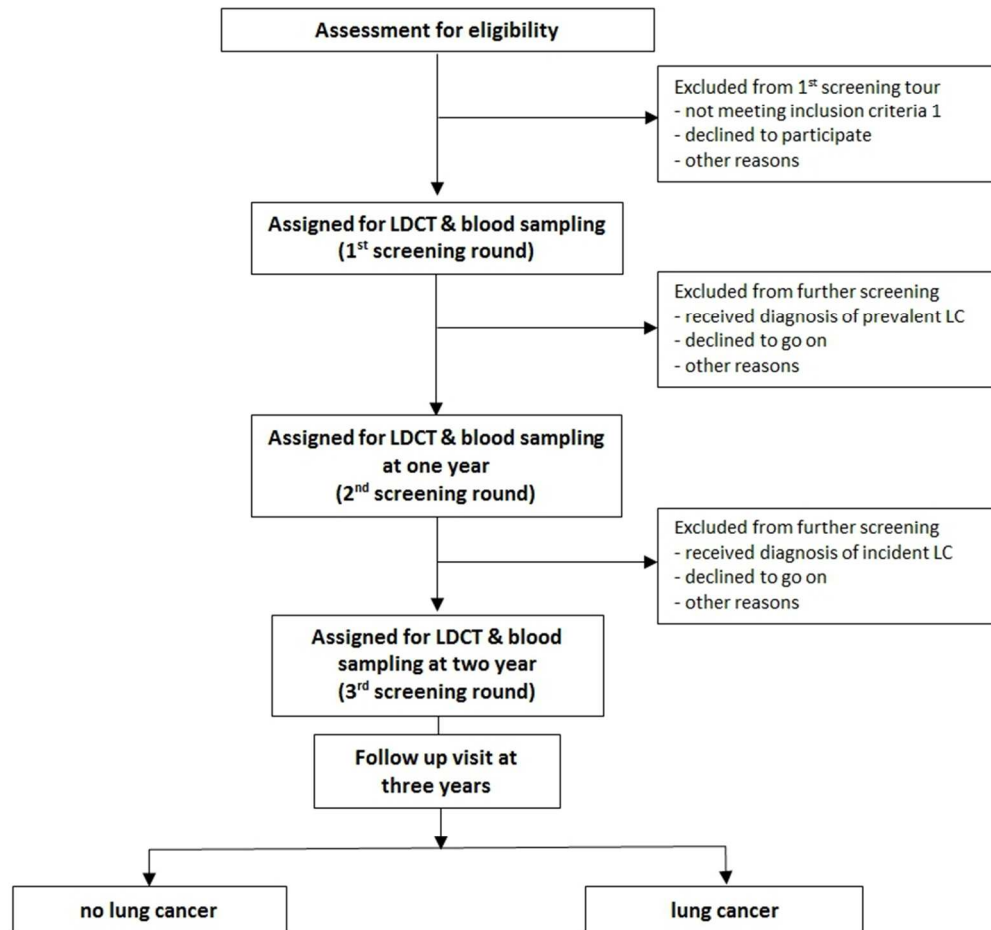 Assessment for eligibility
Excluded from 1st screening tour
- not meeting inclusion criteria 1
- declined to participate
- other reasons
Assigned for LDCT & blood sampling
(1st screening round)
Excluded from further screening
- received diagnosis of prevalent LC
- declined to go on
- other reasons
Assigned for LDCT & blood sampling
at one year
(2nd screening round)
Excluded from further screening
- received diagnosis of incident LC
- declined to go on
- other reasons
Assigned for LDCT & blood
sampling at two year
(3rd screening round)
Follow up visit at
three years
no lung cancer
lung cancer